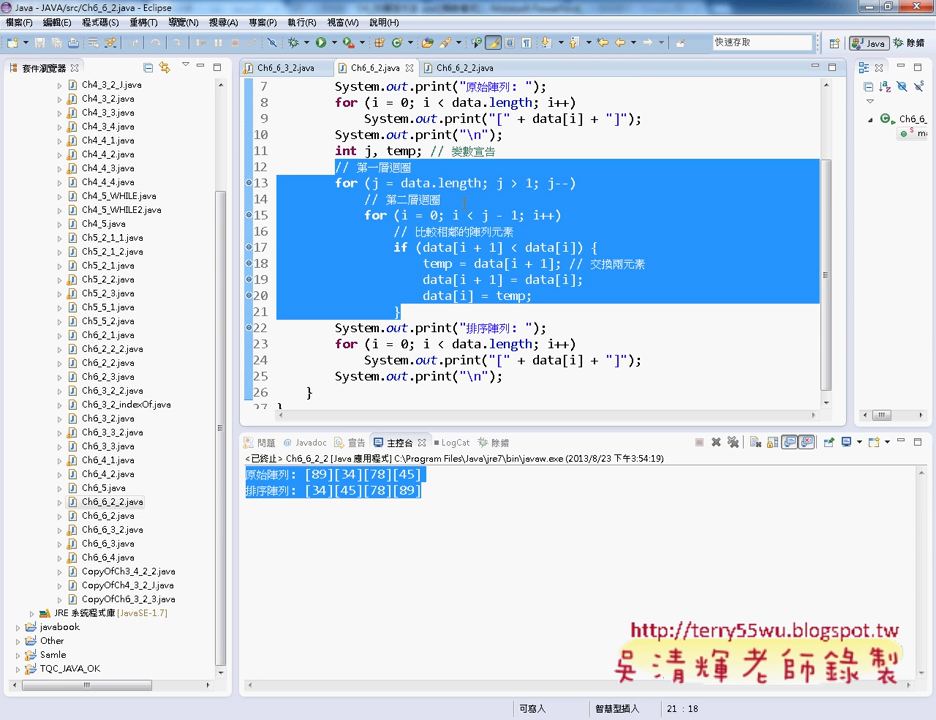 Java - JAVA/src/Ch6_6_2.java - Eclipse
檔案(F) 編輯(E) 程式碼(S) 重構(T) 導覽(N) 搜尋(A) 專案(P) 執行(R) 視窗(W) 說明(H)
快速存取
Java
除錯
套件瀏覽器
Ch4_3_2_J.java
Ch4_3_2.java
Ch4_3_3.java
Ch4_3_4.java
Ch4_4_1.java
Ch4_4_2.java
Ch4_4_3.java
Ch4_4_4.java
Ch4_5_WHILE.java
Ch4_5_WHILE2.java
Ch4_5.java
Ch5_2_1_1.java
Ch5_2_1_2.java
Ch5_2_1.java
Ch5_2_2.java
Ch5_2_3.java
Ch5_5_1.java
Ch5_5_2.java
Ch6_2_1.java
Ch6_2_2_2.java
Ch6_2_2.java
Ch6_2_3.java
Ch6_3_2_2.java
Ch6_3_2_indexOf.java
Ch6_3_2.java
Ch6_3_3_2.java
Ch6_3_3.java
Ch6_4_1.java
Ch6_4_2.java
Ch6_5.java
Ch6_6_2_2.java
Ch6_6_2.java
Ch6_6_3_2.java
Ch6_6_3.java
Ch6_6_4.java
CopyOfCh3_4_2_2.java
CopyOfCh4_3_2_J.java
CopyOfCh6_3_2_3.java
JRE 系統程式庫 [JavaSE-1.7]
javabook
Other
Samle
TQC_JAVA_OK
Ch6_6_3_2.java
Ch6_6_2.java
Ch6_6_2_2.java
7 System.out.print("原始陣列: ");
8 for (i = 0; i < data.length; i++)
9 System.out.print("[" + data[i] + "]");
10 System.out.print("\n");
11 int j, temp; // 變數宣告
12 // 第一層迴圈
13 for (j = data.length; j > 1; j--)
14 // 第二層迴圈
15 for (i = 0; i < j - 1; i++)
16 // 比較相鄰的陣列元素
17 if (data[i + 1] < data[i]) {
18 temp = data[i + 1]; // 交換兩元素
19 data[i + 1] = data[i];
20 data[i] = temp;
21 }
22 System.out.print("排序陣列: ");
23 for (i = 0; i < data.length; i++)
24 System.out.print("[" + data[i] + "]");
25 System.out.print("\n");
26 }
27 }
Ch6_6_
問題 @ Javadoc 宣告 主控台 LogCat 除錯
<已終止> Ch6_6_2_2 [Java 應用程式] C:\Program Files\Java\jre7\bin\javaw.exe (2013/8/23 下午3:54:19)
原始陣列: [89][34][78][45]
排序陣列: [34][45][78][89]
http://terry55wu.blogspot.tw
吳清輝老師錄製
可寫入
智慧型插入
21 : 18